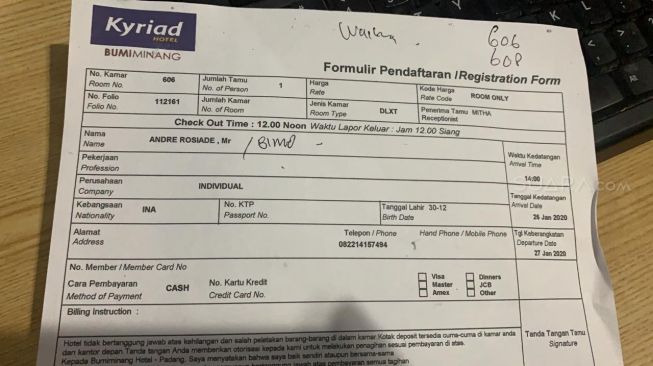 Kyriad
HOTEL
BUMIMINANG
606
608
Formulir Pendaftaran / Registration Form
No. Kamar 606 Jumlah Tamu 1 Harga Kode Harga ROOM ONLY
Room No. No. of Person Rate Rate Code
No. Folio 112161 Jumlah Kamar Jenis Kamar DLXT Penerima Tamu MITHA
Folio No. No. of Room Room Type Receptionist
Check Out Time : 12.00 Noon Waktu Lapor Keluar : Jam 12.00 Siang
Nama ANDRE ROSIADE , Mr / BIMO Waktu Kedatangan
Name Arrival Time
Pekerjaan 14:00
Profession
Perusahaan INDIVIDUAL Tanggal Kedatangan
Company Arrival Date
SUARA.com
Kebangsaan INA No. KTP Tanggal Lahir 30-12 26 Jan 2020
Nationality Passport No. Birth Date
Alamat Telepon / Phone Hand Phone / Mobile Phone Tgl Keberangkatan
Address 082214157494 Departure Date
27 Jan 2020
No. Member / Member Card No
Cara Pembayaran CASH No. Kartu Kredit Visa Dinners
Method of Payment Credit Card No. Master JCB
Amex Other
Billing Instruction :
Hotel tidak bertanggung jawab atas kehilangan dan salah peletakan barang-barang di dalam kamar.Kotak deposit tersedia cuma-cuma di kamar anda
dan kantor depan Tanda tangan Anda memberikan otorisasi kepada kami untuk melakukan penagihan sesuai pembayaran di atas.
Kepada Bumiminang Hotel - Padang. Saya menyatakan bahwa saya baik sendiri ataupun bersama-sama.
pembayaran semua tagihan
Tanda Tangan Tamu
Signature